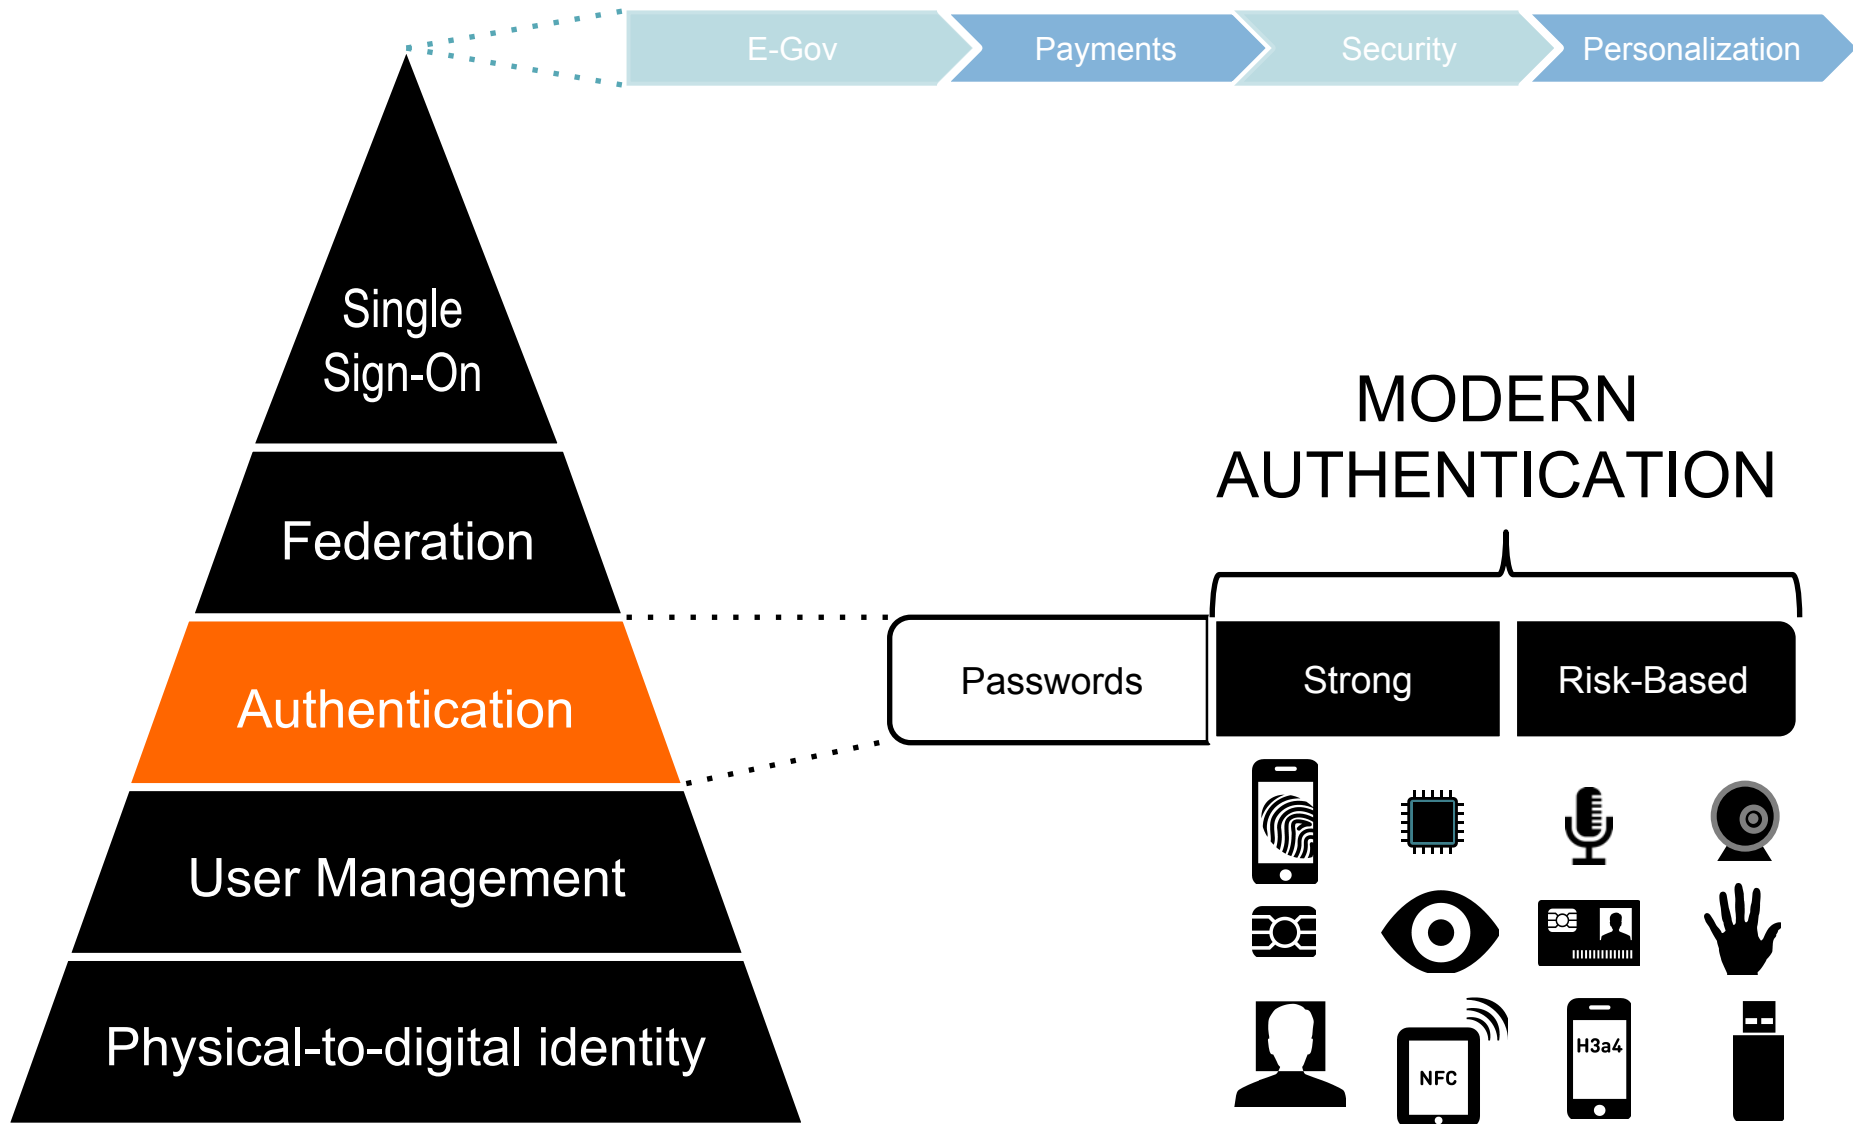 E-Gov
Payments
Security
Personalization
Single
Sign-On
Federation
Authentication
User Management
Physical-to-digital identity
MODERN
AUTHENTICATION
Passwords
Strong
Risk-Based
NFC
H3a4